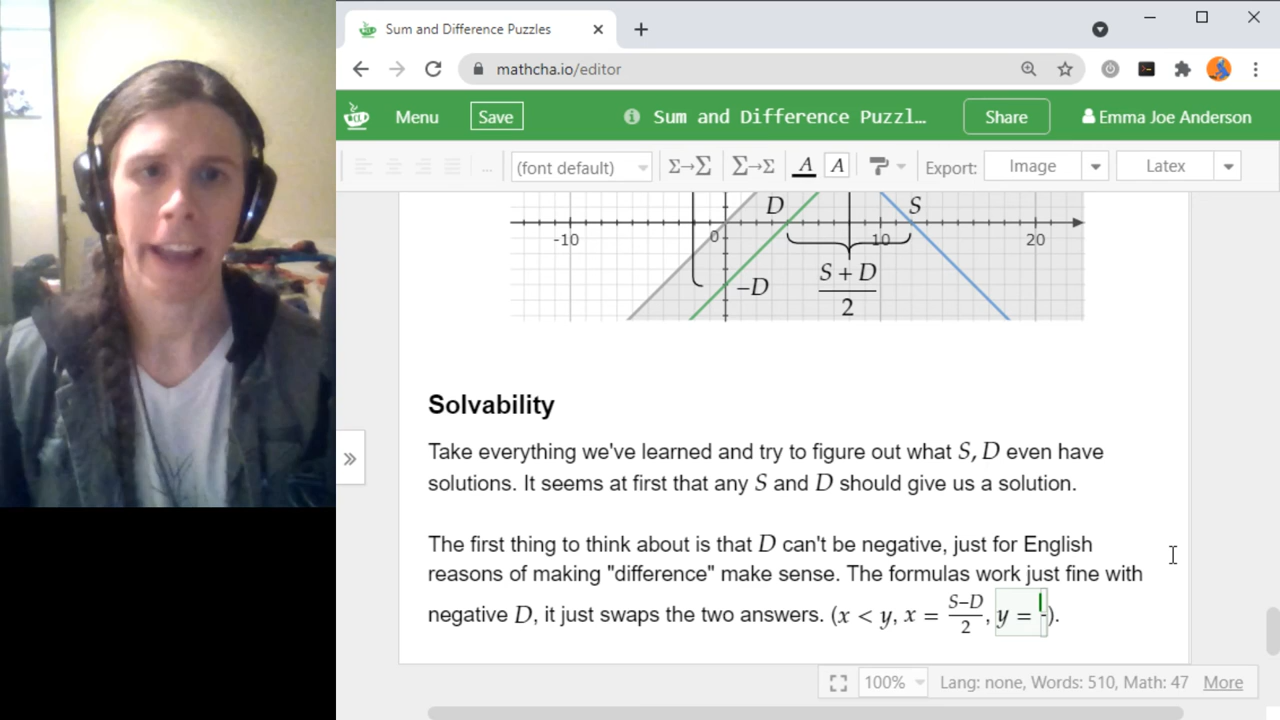 Sum and Difference Puzzles
mathcha.io/editor
Menu
Save
Sum and Difference Puzzl...
Share
Emma Joe Anderson
...
(font default)
Σ→Σ
Σ→Σ
A
A
Export:
Image
Latex
D
S
-10
0
10
20
−D
S + D
2
Solvability
Take everything we've learned and try to figure out what S, D even have
solutions. It seems at first that any S and D should give us a solution.
The first thing to think about is that D can't be negative, just for English
reasons of making "difference" make sense. The formulas work just fine with
negative D, it just swaps the two answers. (x < y, x = S−D/2, y = ).
100%
Lang: none, Words: 510, Math: 47
More